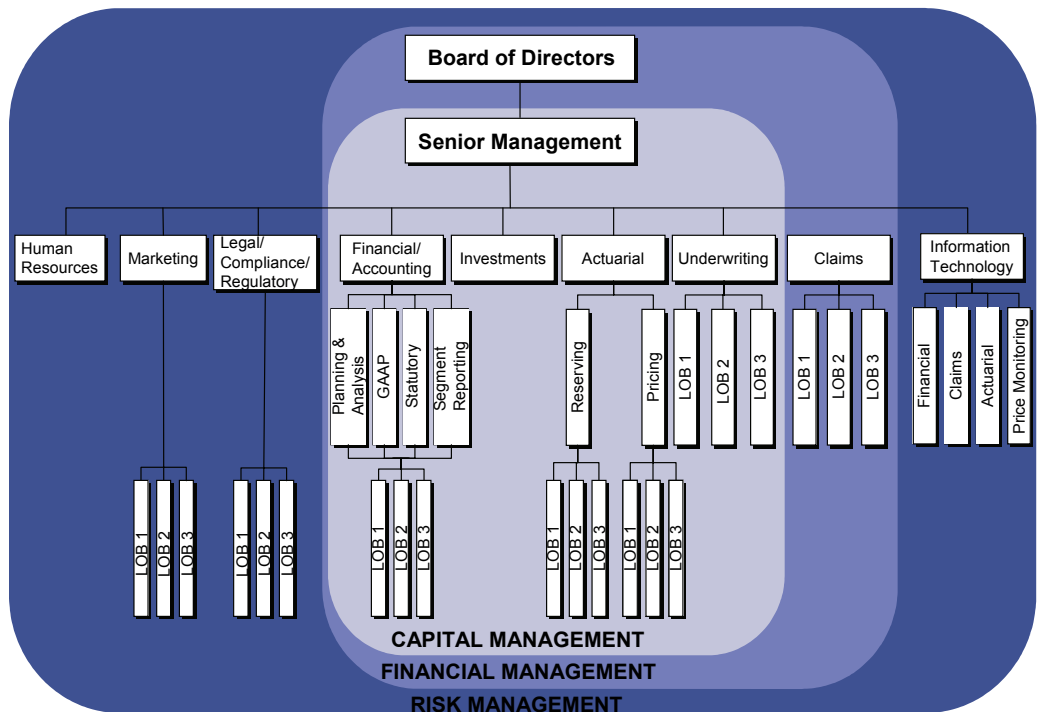 Board of Directors
Senior Management
Human
Resources
Marketing
Legal/
Compliance/
Regulatory
Financial/
Accounting
Investments
Actuarial
Underwriting
Claims
Information
Technology
Planning &
Analysis
GAAP
Statutory
Segment
Reporting
Reserving
Pricing
LOB 1
LOB 2
LOB 3
LOB 1
LOB 2
LOB 3
Financial
Claims
Actuarial
Price Monitoring
LOB 1
LOB 2
LOB 3
LOB 1
LOB 2
LOB 3
LOB 1
LOB 2
LOB 3
LOB 1
LOB 2
LOB 3
LOB 1
LOB 2
LOB 3
CAPITAL MANAGEMENT
FINANCIAL MANAGEMENT
RISK MANAGEMENT